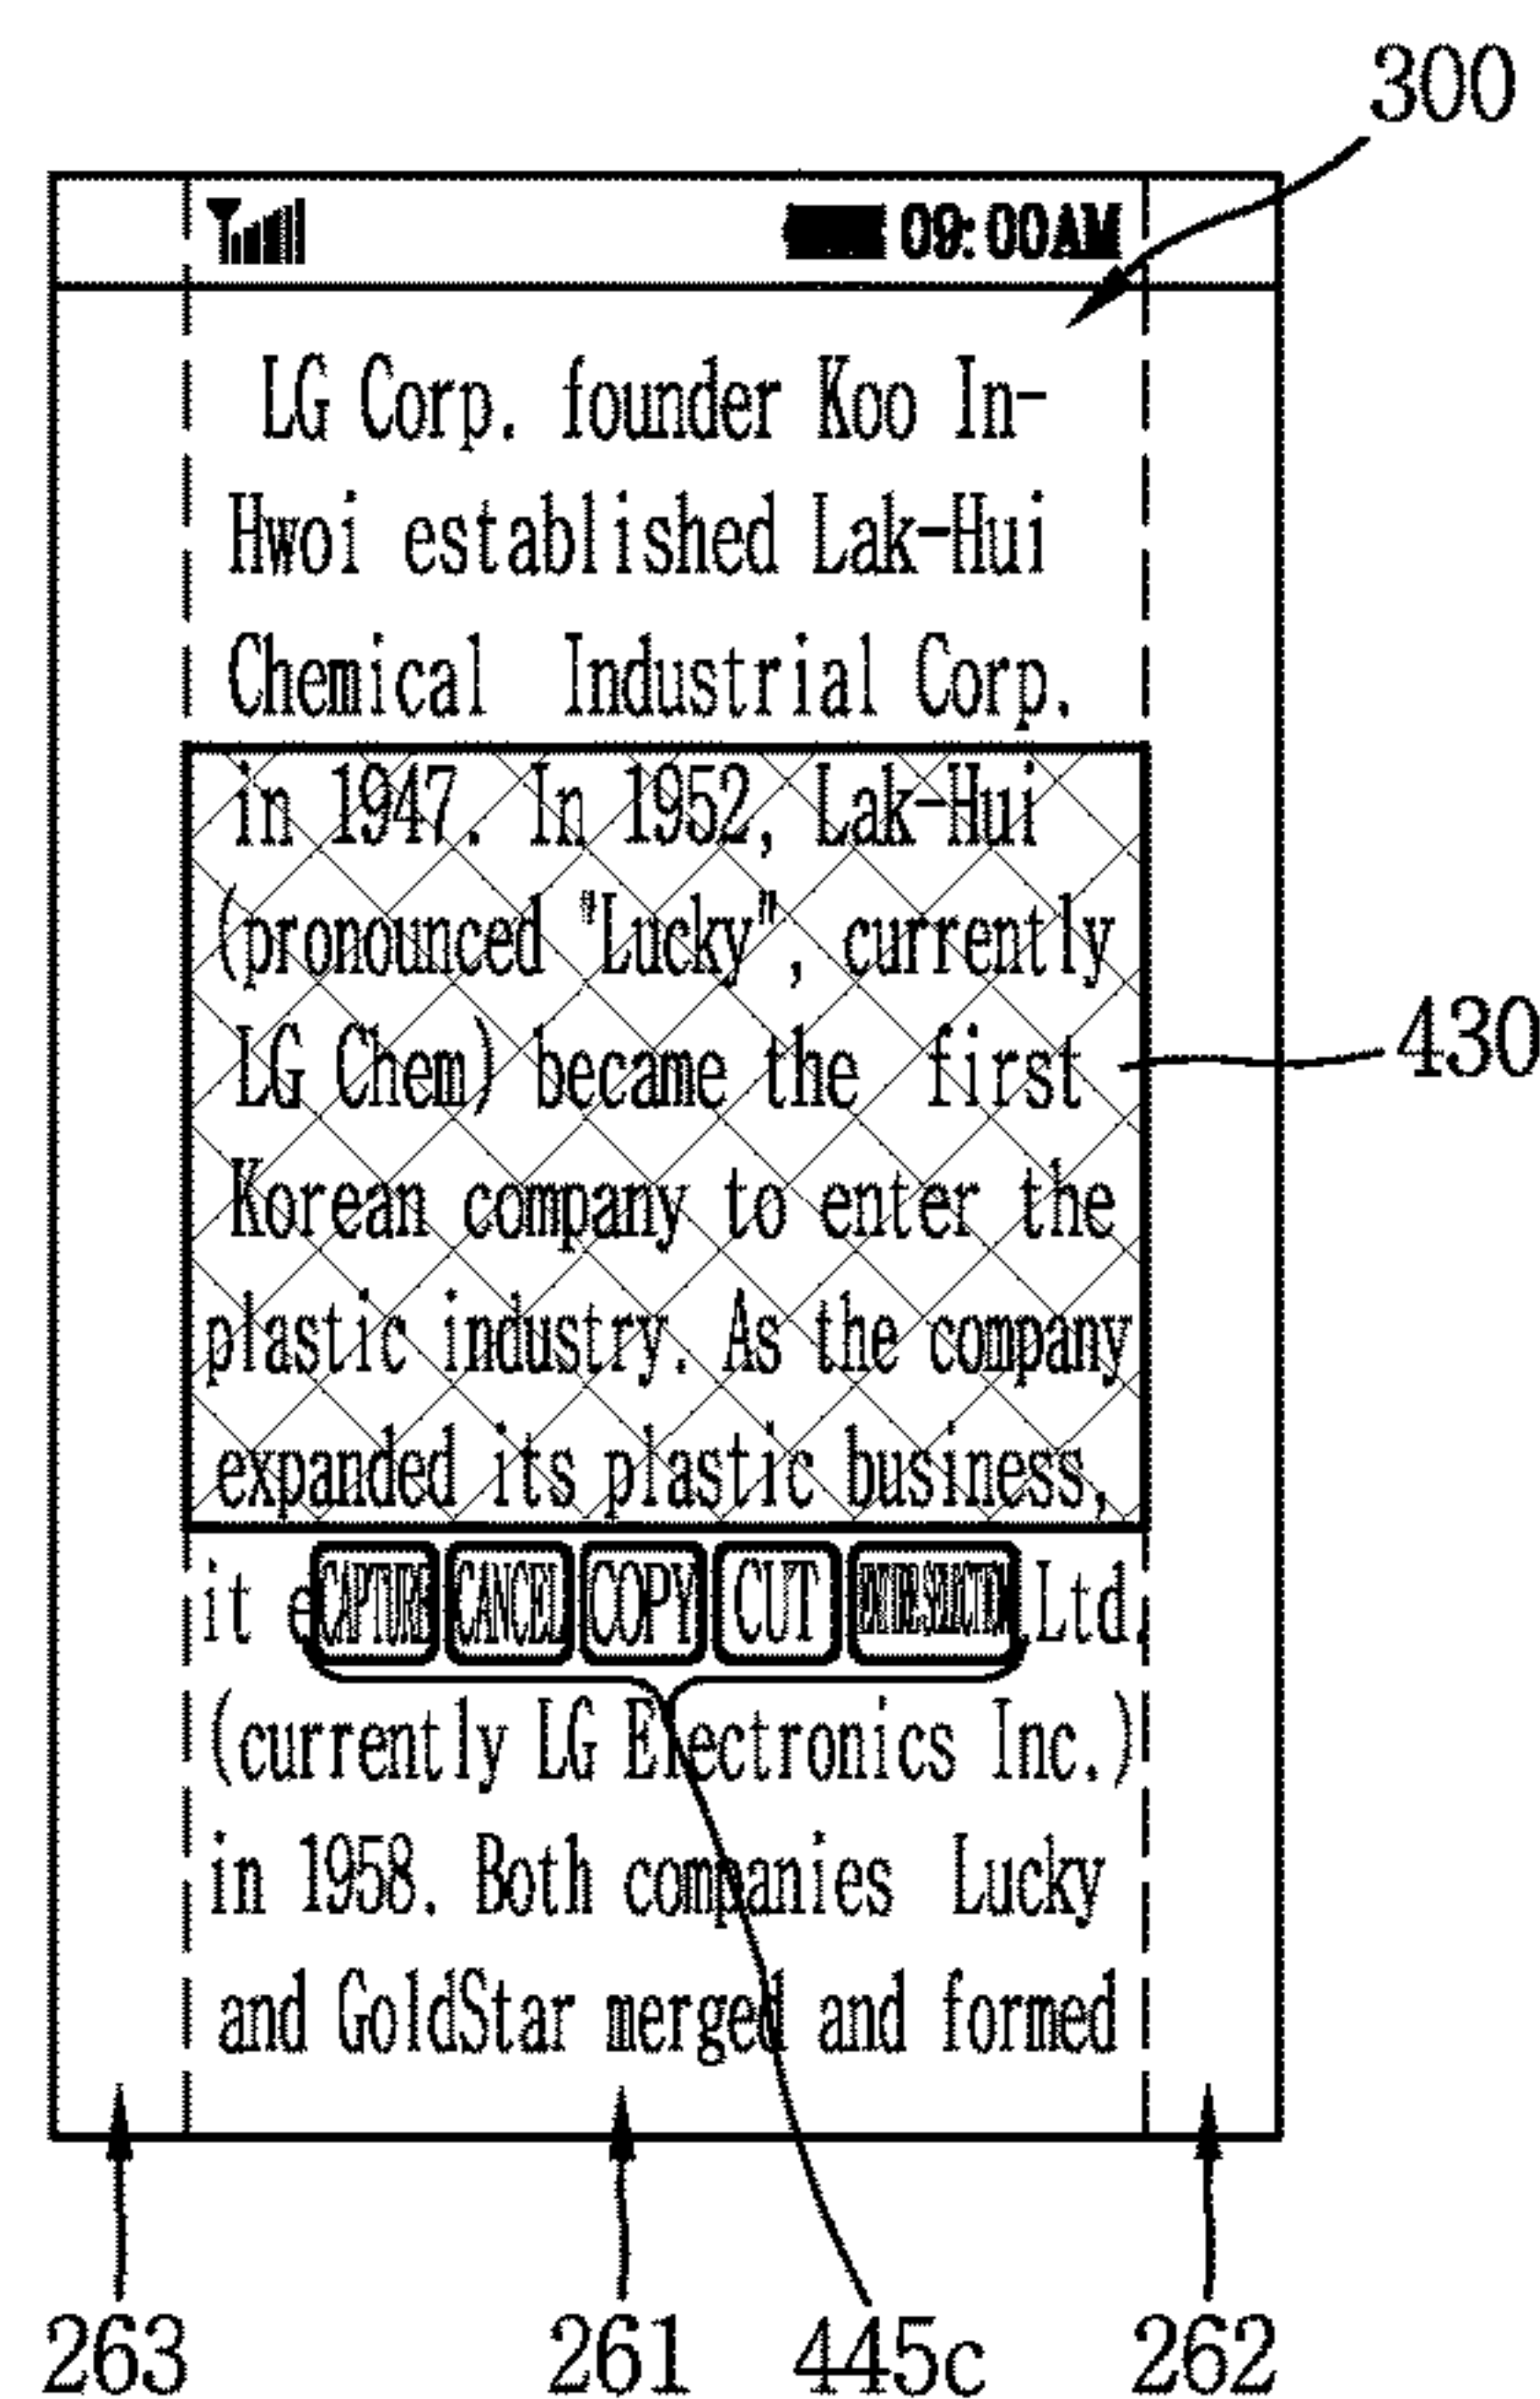 300
09:00AM
LG Corp. founder Koo In-
Hwoi established Lak-Hui
Chemical Industrial Corp.
in 1947. In 1952, Lak-Hui
(pronounced "Lucky", currently
LG Chem) became the first
430
Korean company to enter the
plastic industry. As the company
expanded its plastic business,
it e CAPTURE CANCEL COPY CUT ENTIRE SELECTION ,Ltd.
(currently LG Electronics Inc.)
in 1958. Both companies Lucky
and GoldStar merged and formed
263 261 445c 262